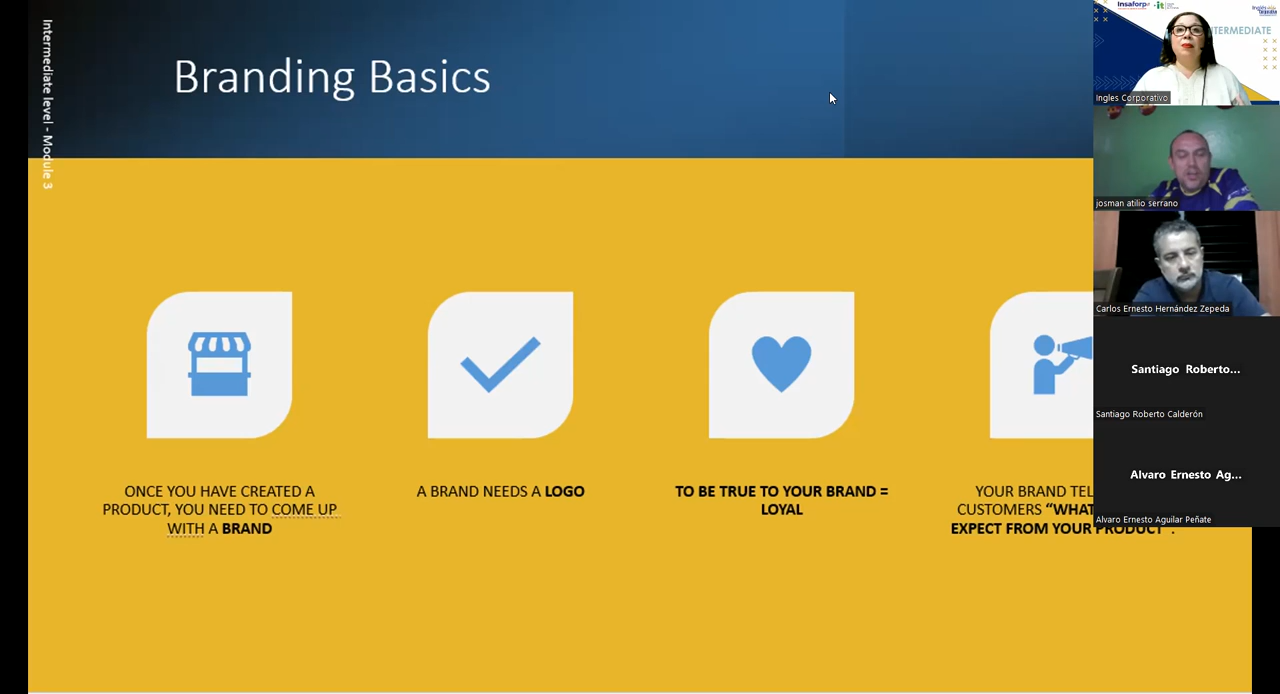 Intermediate level - Module 3
Branding Basics
ONCE YOU HAVE CREATED A
PRODUCT, YOU NEED TO COME UP
WITH A BRAND
A BRAND NEEDS A LOGO
TO BE TRUE TO YOUR BRAND =
LOYAL
YOUR BRAND TEL
CUSTOMERS “WHAT
EXPECT FROM YOUR PRODUCT”.
Insaforp
it
TERMEDIATE
Ingles Corporativo
josman atilio serrano
Carlos Ernesto Hernández Zepeda
Santiago Roberto...
Santiago Roberto Calderón
Alvaro Ernesto Ag...
Alvaro Ernesto Aguilar Peñate